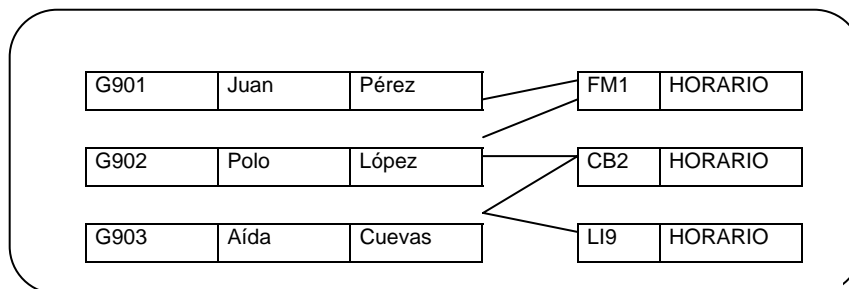 G901 Juan Pérez FM1 HORARIO
G902 Polo López CB2 HORARIO
G903 Aída Cuevas LI9 HORARIO